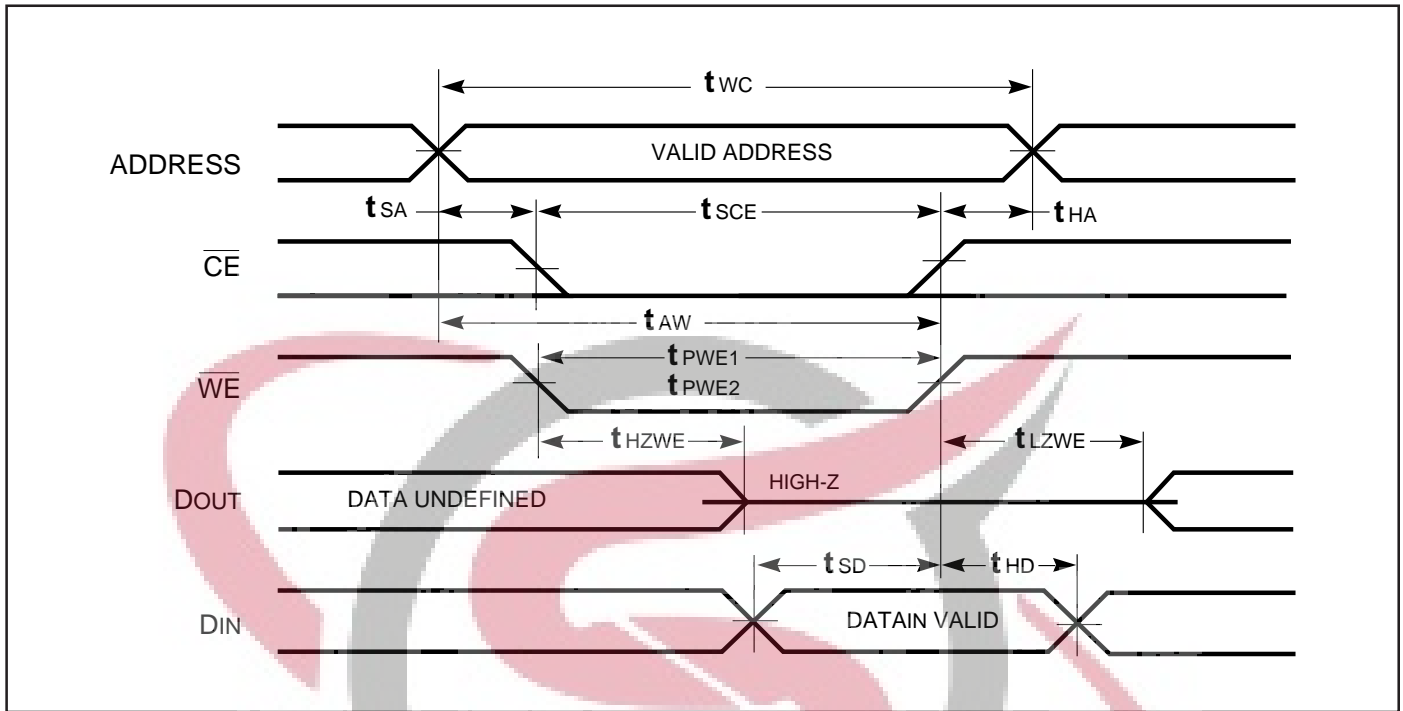 tWC
ADDRESS
VALID ADDRESS
tSA
tSCE
tHA
CE
tAW
tPWE1
WE
tPWE2
tHZWE
tLZWE
DOUT
DATA UNDEFINED
HIGH-Z
tSD
tHD
DIN
DATAIN VALID